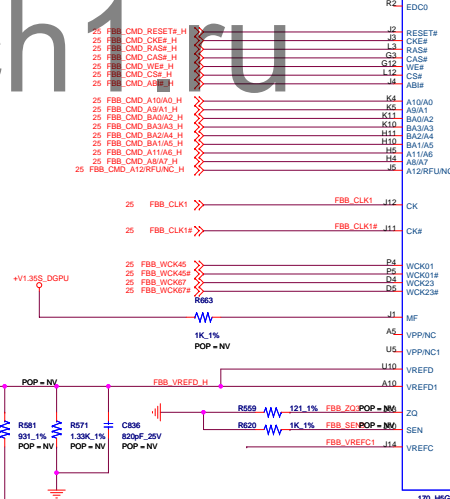 R2 EDC0
25 FBB_CMD_RESET#_H J2 RESET#
25 FBB_CMD_CKE#_H J3 CKE#
25 FBB_CMD_RAS#_H L3 RAS#
25 FBB_CMD_CAS#_H G3 CAS#
25 FBB_CMD_WE#_H G12 WE#
25 FBB_CMD_CS#_H L12 CS#
25 FBB_CMD_ABI#_H J4 ABI#
h1.ru
25 FBB_CMD_A10/A0_H K4 A10/A0
25 FBB_CMD_A9/A1_H K5 A9/A1
25 FBB_CMD_BA0/A2_H K11 BA0/A2
25 FBB_CMD_BA3/A3_H K10 BA3/A3
25 FBB_CMD_BA2/A4_H H11 BA2/A4
25 FBB_CMD_BA1/A5_H H10 BA1/A5
25 FBB_CMD_A11/A6_H H5 A11/A6
25 FBB_CMD_A8/A7_H H4 A8/A7
25 FBB_CMD_A12/RFU/NC_H J5 A12/RFU/NC
25 FBB_CLK1 FBB_CLK1 J12 CK
25 FBB_CLK1# FBB_CLK1# J11 CK#
25 FBB_WCK45 P4 WCK01
25 FBB_WCK45# P5 WCK01#
25 FBB_WCK67 D4 WCK23
25 FBB_WCK67# D5 WCK23#
+V1.35S_DGPU
R663
J1 MF
1K_1%
POP = NV
A5 VPP/NC
U5 VPP/NC1
U10 VREFD
POP = NV FBB_VREFD_H A10 VREFD1
R559 121_1% FBB_ZQ3 POP = NV ZQ
R581 R571 C836
R620 1K_1% FBB_SEN POP = NV SEN
931_1% 1.33K_1% 820pF_25V
POP = NV POP = NV POP = NV
FBB_VREFC1 J14 VREFC